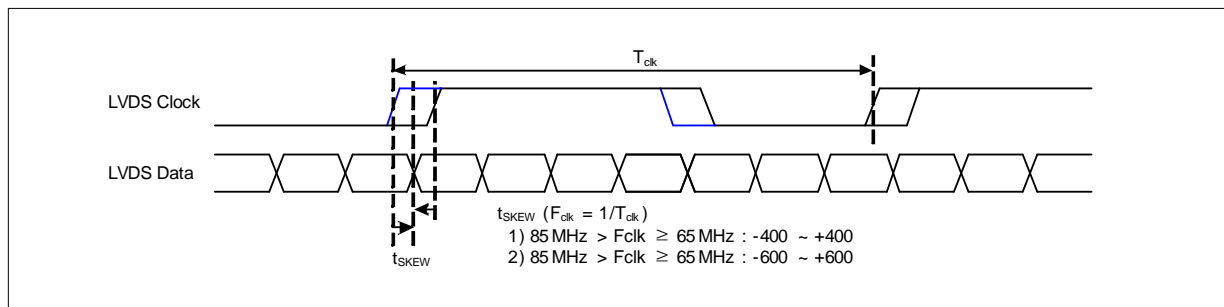 T_clk
LVDS Clock
LVDS Data
t_SKEW (F_clk = 1/T_clk)
1) 85 MHz > Fclk ≥ 65 MHz : -400 ~ +400
2) 85 MHz > Fclk ≥ 65 MHz : -600 ~ +600
t_SKEW